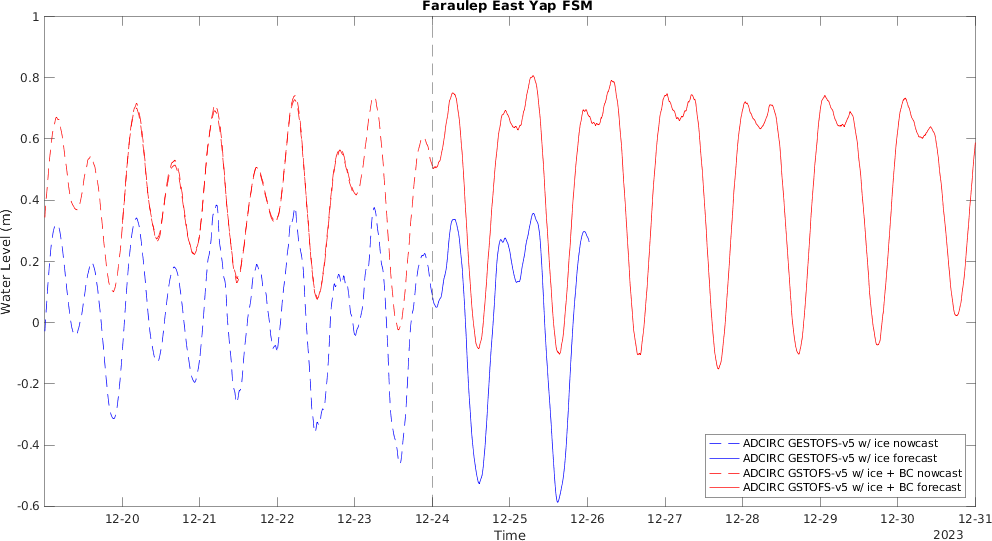 Faraulep East Yap FSM
1
0.8
0.6
0.4
0.2
0
-0.2
-0.4
-0.6
Water Level (m)
ADCIRC GESTOFS-v5 w/ ice nowcast
ADCIRC GESTOFS-v5 w/ ice forecast
ADCIRC GSTOFS-v5 w/ ice + BC nowcast
ADCIRC GSTOFS-v5 w/ ice + BC forecast
12-20 12-21 12-22 12-23 12-24 12-25 12-26 12-27 12-28 12-29 12-30 12-31
Time
2023